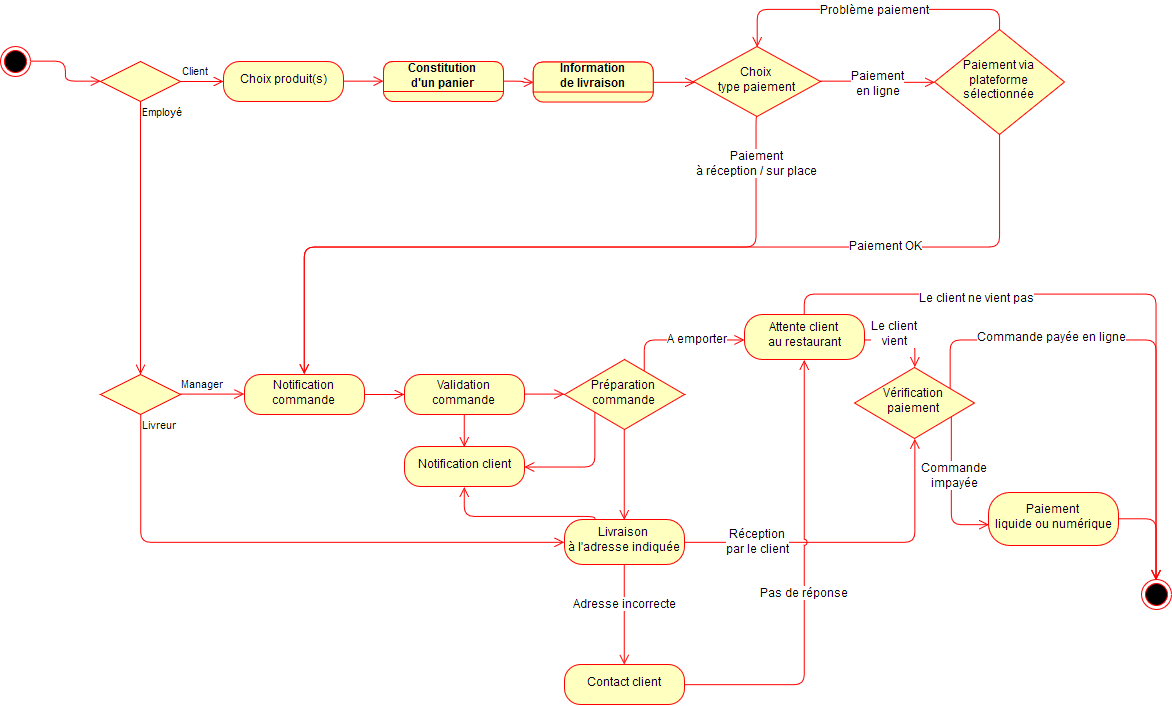 Problème paiement
Client
Choix produit(s)
Constitution
d'un panier
Information
de livraison
Choix
type paiement
Paiement
en ligne
Paiement via
plateforme
sélectionnée
Employé
Paiement
à réception / sur place
Paiement OK
Le client ne vient pas
Attente client
au restaurant
Le client
vient
A emporter
Commande payée en ligne
Manager
Notification
commande
Validation
commande
Préparation
commande
Vérification
paiement
Livreur
Notification client
Commande
impayée
Paiement
liquide ou numérique
Livraison
à l'adresse indiquée
Réception
par le client
Pas de réponse
Adresse incorrecte
Contact client